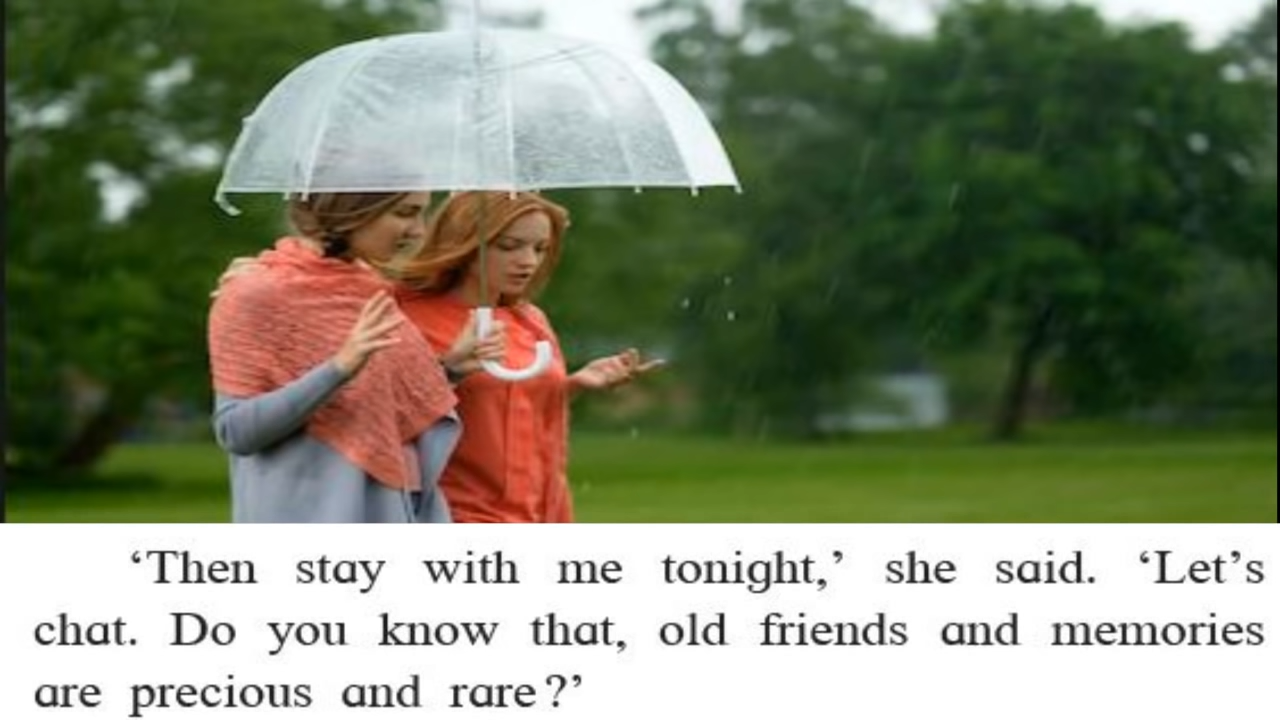 ‘Then stay with me tonight,’ she said. ‘Let’s
chat. Do you know that, old friends and memories
are precious and rare?’